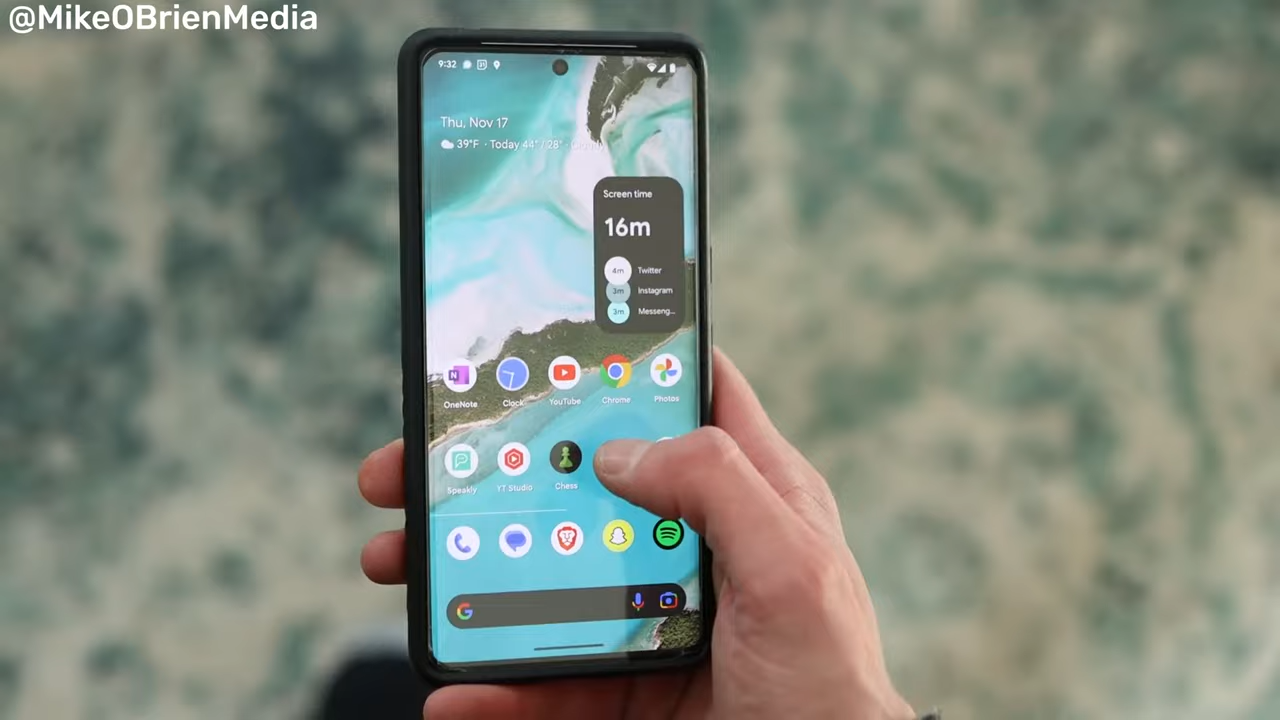 @MikeOBrienMedia
9:32
Thu, Nov 17
39°F · Today 44°/28° · Cloudy
Screen time
16m
4m Twitter
3m Instagram
3m Messeng...
OneNote Clock YouTube Chrome Photos
Speakly YT Studio Chess